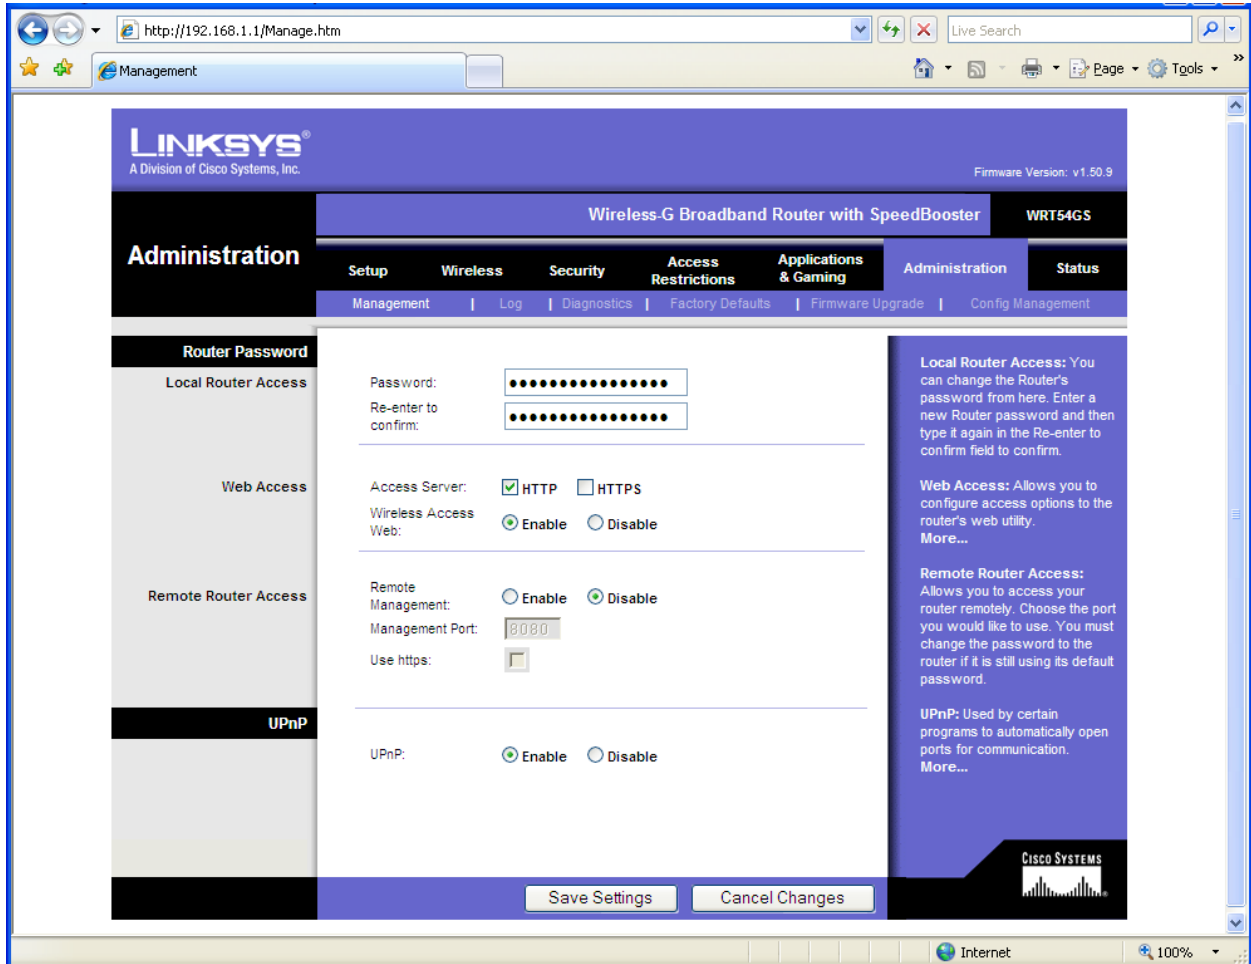 http://192.168.1.1/Manage.htm
Live Search
Management
Page
Tools
LINKSYS®
A Division of Cisco Systems, Inc.
Firmware Version: v1.50.9
Wireless-G Broadband Router with SpeedBooster
WRT54GS
Administration
Setup
Wireless
Security
Access Restrictions
Applications & Gaming
Administration
Status
Management | Log | Diagnostics | Factory Defaults | Firmware Upgrade | Config Management
Router Password
Local Router Access
Password: ••••••••••••••••
Re-enter to
confirm: ••••••••••••••••
Web Access
Access Server: HTTP HTTPS
Wireless Access
Web: Enable Disable
Remote Router Access
Remote
Management: Enable Disable
Management Port: 8080
Use https:
UPnP
UPnP: Enable Disable
Local Router Access: You
can change the Router's
password from here. Enter a
new Router password and then
type it again in the Re-enter to
confirm field to confirm.
Web Access: Allows you to
configure access options to the
router's web utility.
More...
Remote Router Access:
Allows you to access your
router remotely. Choose the port
you would like to use. You must
change the password to the
router if it is still using its default
password.
UPnP: Used by certain
programs to automatically open
ports for communication.
More...
CISCO SYSTEMS
Save Settings
Cancel Changes
Internet
100%